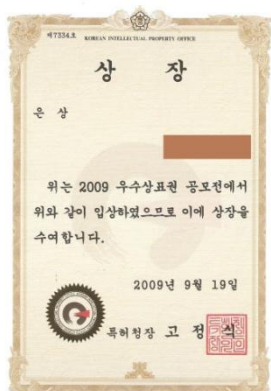 제7334호 KOREAN INTELLECTUAL PROPERTY OFFICE
상 장
은 상
위는 2009 우수상표권 공모전에서
위와 같이 입상하였으므로 이에 상장을
수여합니다.
2009년 9월 19일
특허청장 고 정 식